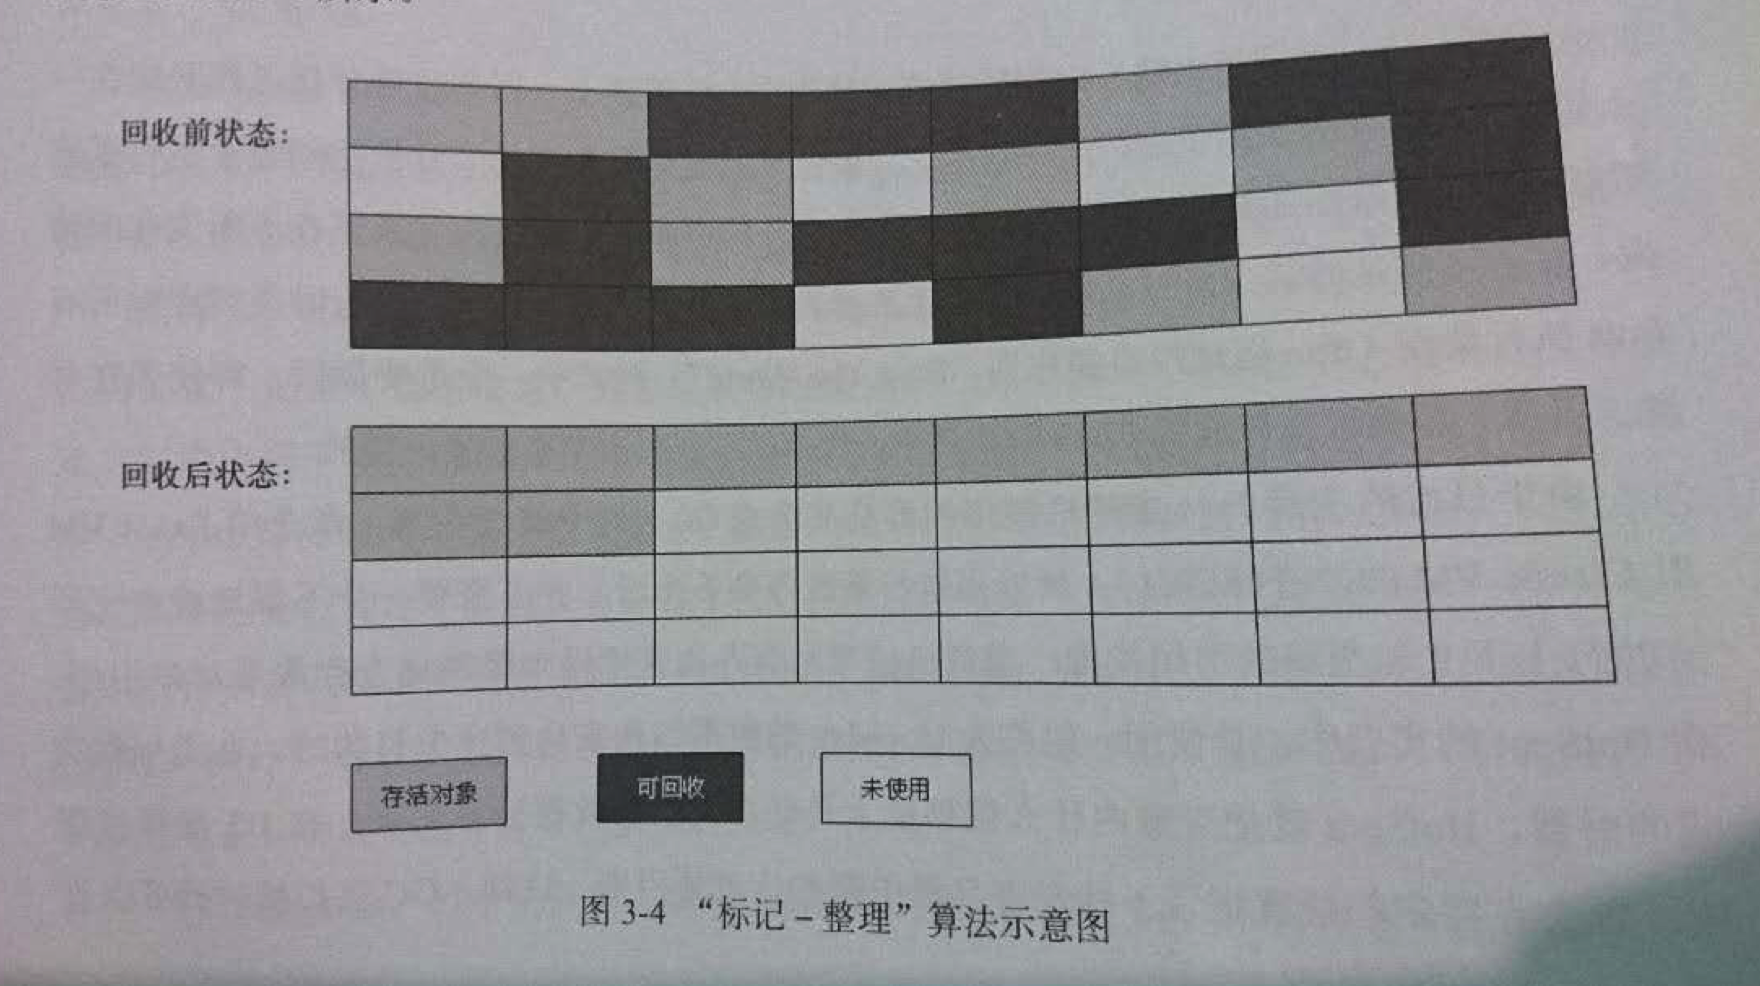 回收前状态：
回收后状态：
存活对象
可回收
未使用
图 3-4 “标记 – 整理”算法示意图